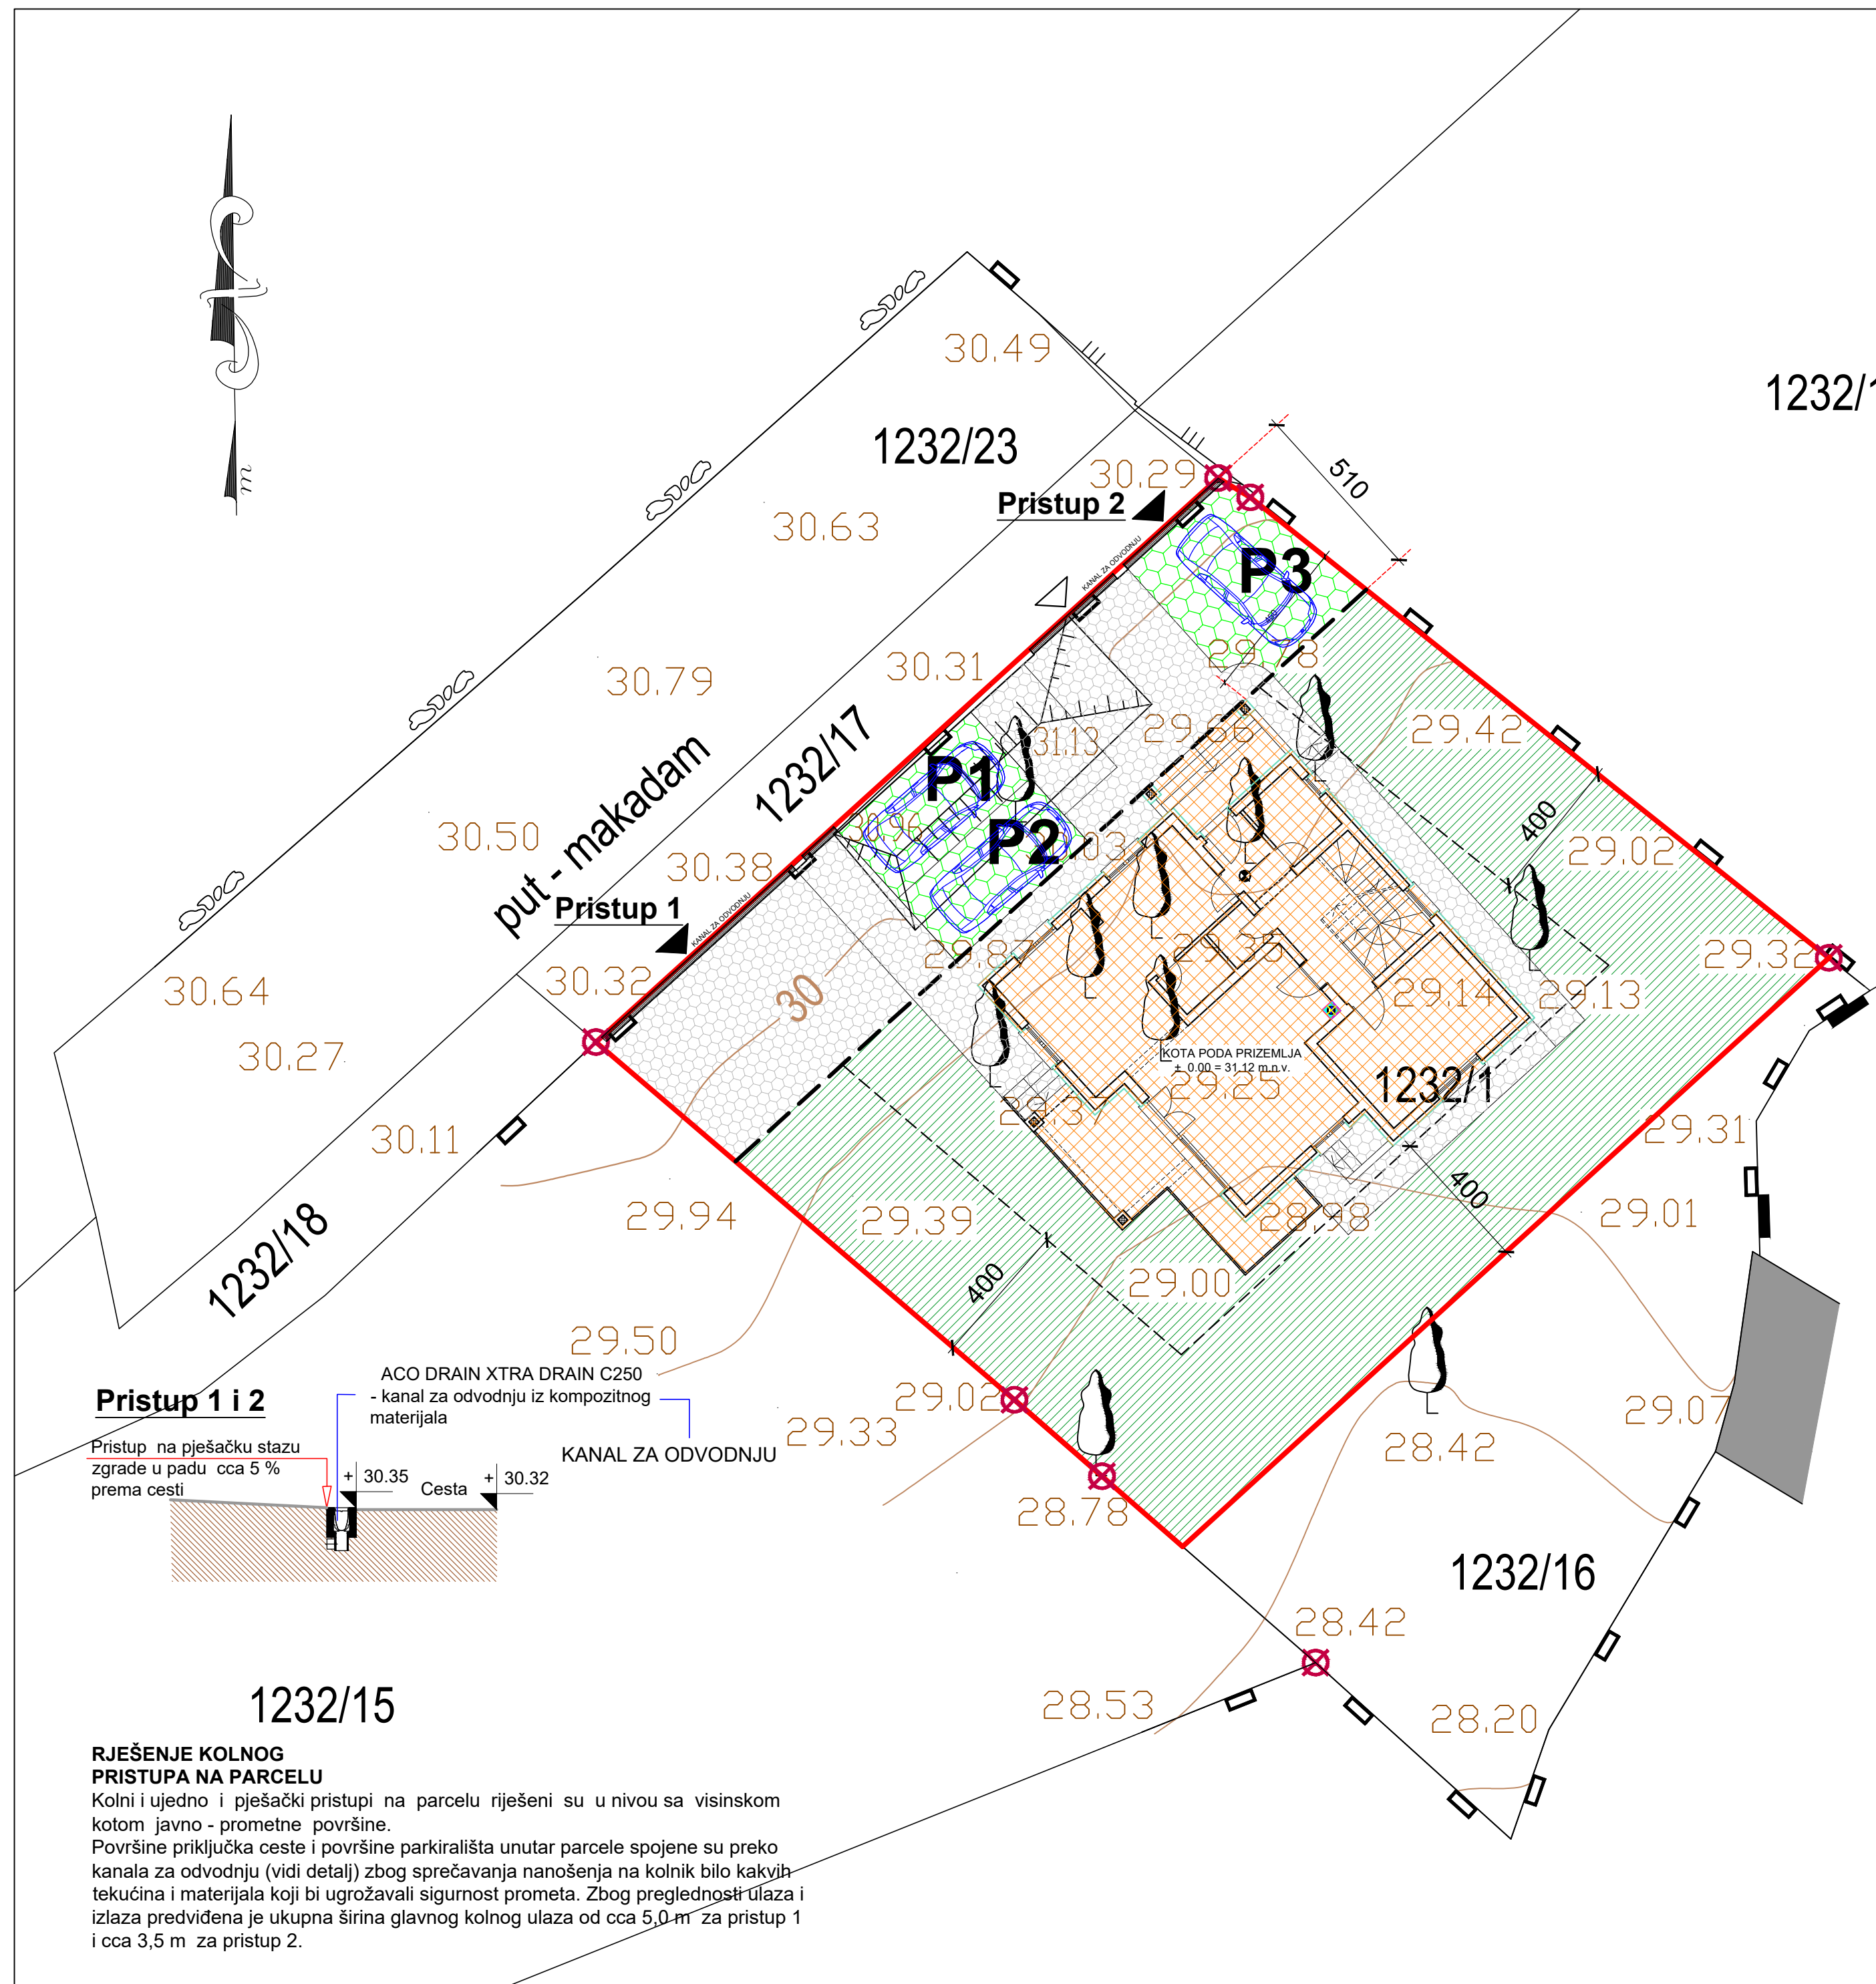 30.49
1232/1
1232/23
30.29
510
Pristup 2
30.63
KANAL ZA ODVODNJU
P3
450
29.78
30.31
30.79
29.66
31.13
29.42
1232/17
put - makadam
P1
30.96
30.50
P2
400
30.38
29.02
Pristup 1
KANAL ZA ODVODNJU
29.87
29.35
29.32
30.64
30.32
30
29.14
29.13
30.27
KOTA PODA PRIZEMLJA
± 0.00 = 31.12 m.n.v.
29.25
1232/1
29.37
30.11
29.31
29.94
29.39
400
28.98
29.01
1232/18
400
29.00
29.50
29.02
29.07
29.33
28.42
28.78
Pristup 1 i 2
ACO DRAIN XTRA DRAIN C250
- kanal za odvodnju iz kompozitnog
materijala
KANAL ZA ODVODNJU
Pristup na pješačku stazu
zgrade u padu cca 5 %
prema cesti
+ 30.35
Cesta
+ 30.32
1232/16
28.42
28.53
28.20
1232/15
RJEŠENJE KOLNOG
PRISTUPA NA PARCELU
Kolni i ujedno i pješački pristupi na parcelu riješeni su u nivou sa visinskom
kotom javno - prometne površine.
Površine priključka ceste i površine parkirališta unutar parcele spojene su preko
kanala za odvodnju (vidi detalj) zbog sprečavanja nanošenja na kolnik bilo kakvih
tekućina i materijala koji bi ugrožavali sigurnost prometa. Zbog preglednosti ulaza i
izlaza predviđena je ukupna širina glavnog kolnog ulaza od cca 5,0 m za pristup 1
i cca 3,5 m za pristup 2.